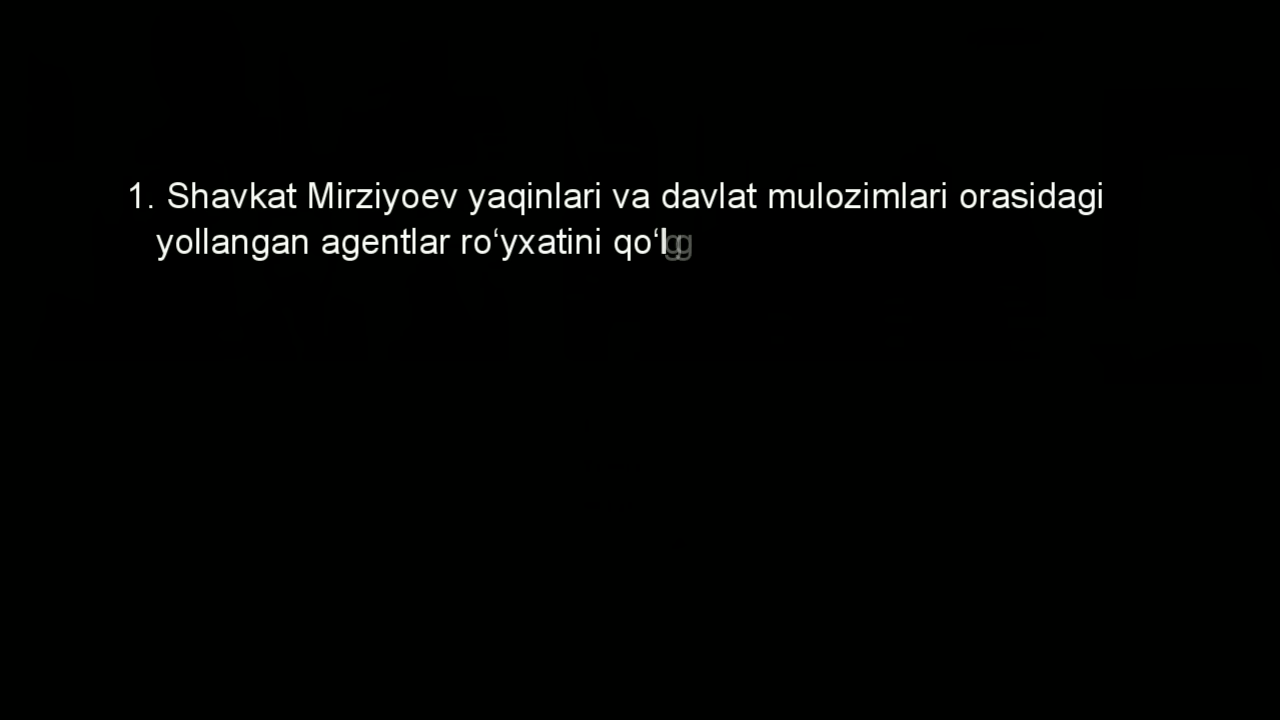 1. Shavkat Mirziyoev yaqinlari va davlat mulozimlari orasidagi
yollangan agentlar ro‘yxatini qo‘l